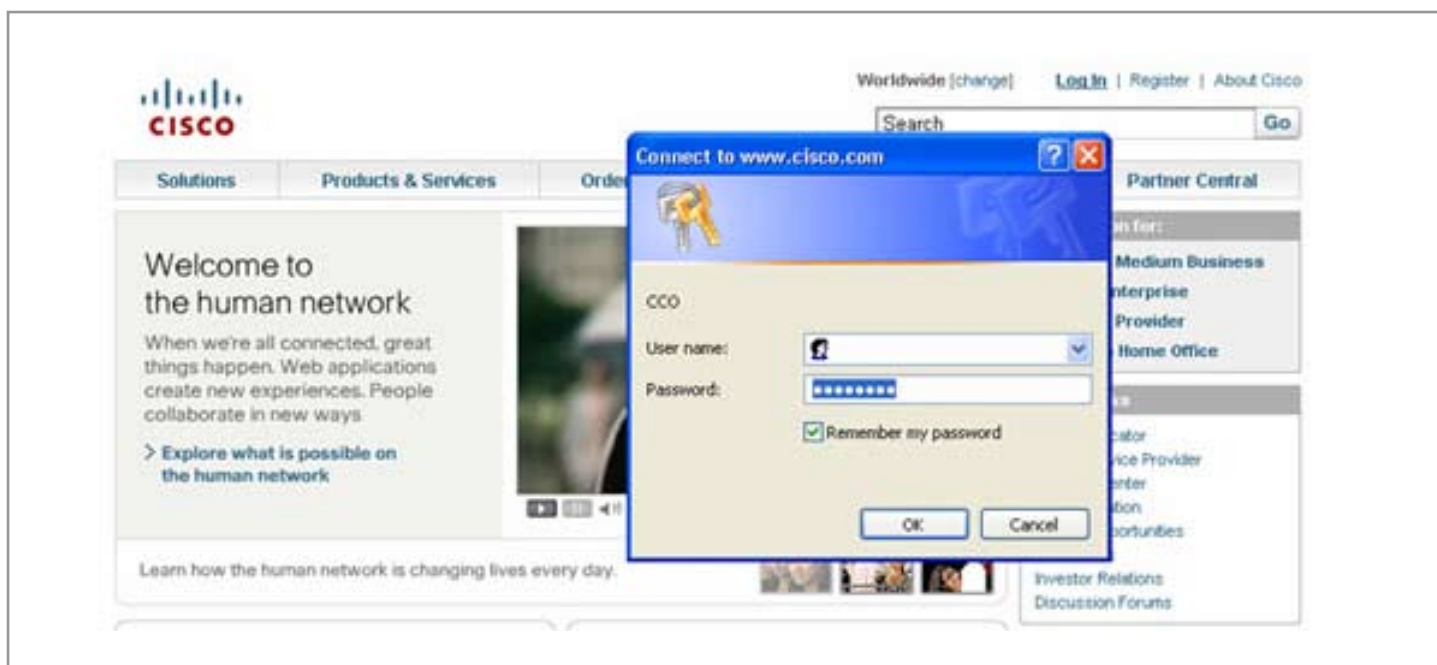 Worldwide [change] Log In | Register | About Cisco
CISCO
Search Go
Connect to www.cisco.com
Solutions Products & Services Partner Central
Welcome to
the human network
When we're all connected, great
things happen. Web applications
create new experiences. People
collaborate in new ways
> Explore what is possible on
the human network
Learn how the human network is changing lives every day.
CCO
User name:
Password:
Remember my password
OK Cancel
Medium Business
Provider
Home Office
Provider
Investor Relations
Discussion Forums